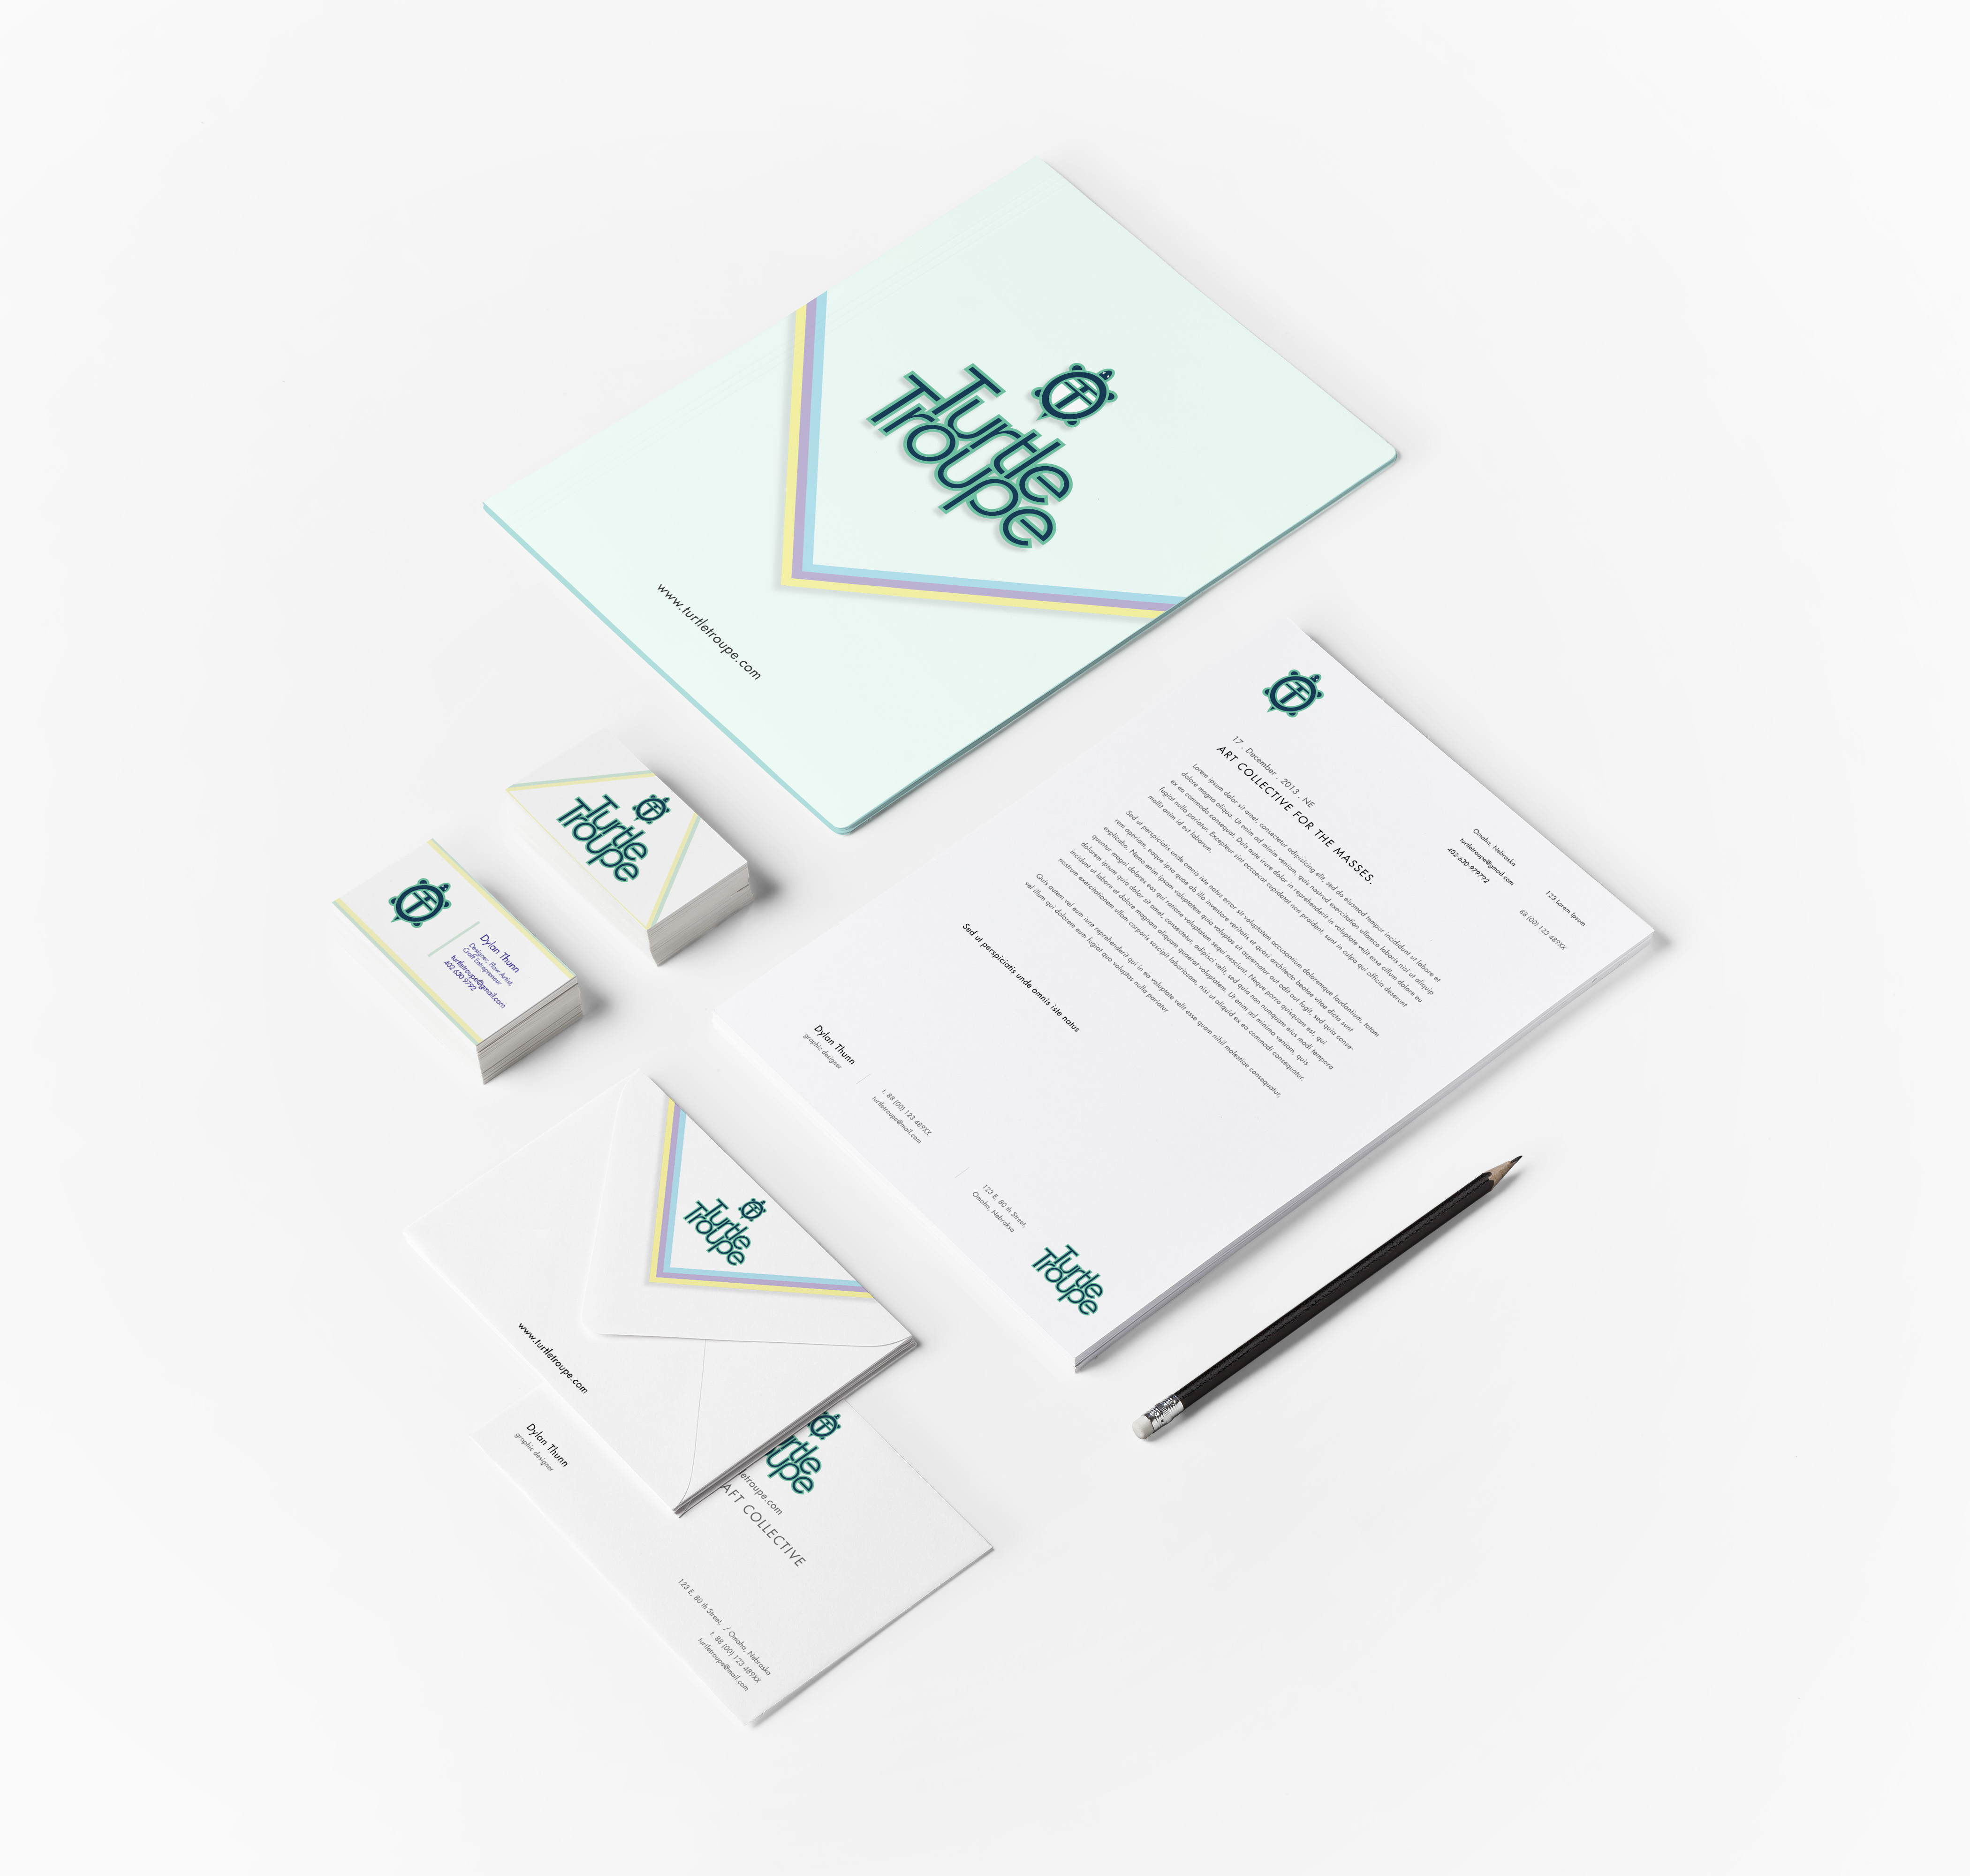 Turtle
Troupe
www.turtletroupe.com
17 . December . 2013 . NE
ART COLLECTIVE FOR THE MASSES.
Lorem ipsum dolor sit amet, consectetur adipisicing elit, sed do eiusmod tempor incididunt ut labore et
dolore magna aliqua. Ut enim ad minim veniam, quis nostrud exercitation ullamco laboris nisi ut aliquip
ex ea commodo consequat. Duis aute irure dolor in reprehenderit in voluptate velit esse cillum dolore eu
fugiat nulla pariatur. Excepteur sint occaecat cupidatat non proident, sunt in culpa qui officia deserunt
mollit anim id est laborum.
Sed ut perspiciatis unde omnis iste natus error sit voluptatem accusantium doloremque laudantium, totam
rem aperiam, eaque ipsa quae ab illo inventore veritatis et quasi architecto beatae vitae dicta sunt
explicabo. Nemo enim ipsam voluptatem quia voluptas sit aspernatur aut odit aut fugit, sed quia conse-
quuntur magni dolores eos qui ratione voluptatem sequi nesciunt. Neque porro quisquam est, qui
dolorem ipsum quia dolor sit amet, consectetur, adipisci velit, sed quia non numquam eius modi tempora
incidunt ut labore et dolore magnam aliquam quaerat voluptatem. Ut enim ad minima veniam, quis
nostrum exercitationem ullam corporis suscipit laboriosam, nisi ut aliquid ex ea commodi consequatur.
Quis autem vel eum iure reprehenderit qui in ea voluptate velit esse quam nihil molestiae consequatur,
vel illum qui dolorem eum fugiat quo voluptas nulla pariatur
Sed ut perspiciatis unde omnis iste natus
Omaha, Nebraska
turtletroupe@gmail.com
402-630-979792
123 Lorem Ipsum
88 (00) 123 489XX
Dylan Thunn
graphic designer
t. 88 (00) 123 489XX
turtletroupe@mail.com
123 E, 80 th Street,
Omaha, Nebraska
Turtle
Troupe
Turtle
Troupe
Dylan Thunn
Designer, Flow Artist,
Craft Entrepreneur
turtletroupe@gmail.com
402 630 9792
Turtle
Troupe
www.turtletroupe.com
Dylan Thunn
graphic designer
rtle
oupe
letroupe.com
AFT COLLECTIVE
123 E, 80 th Street, / Omaha, Nebraska
t. 88 (00) 123 489XX
turtletroupe@mail.com